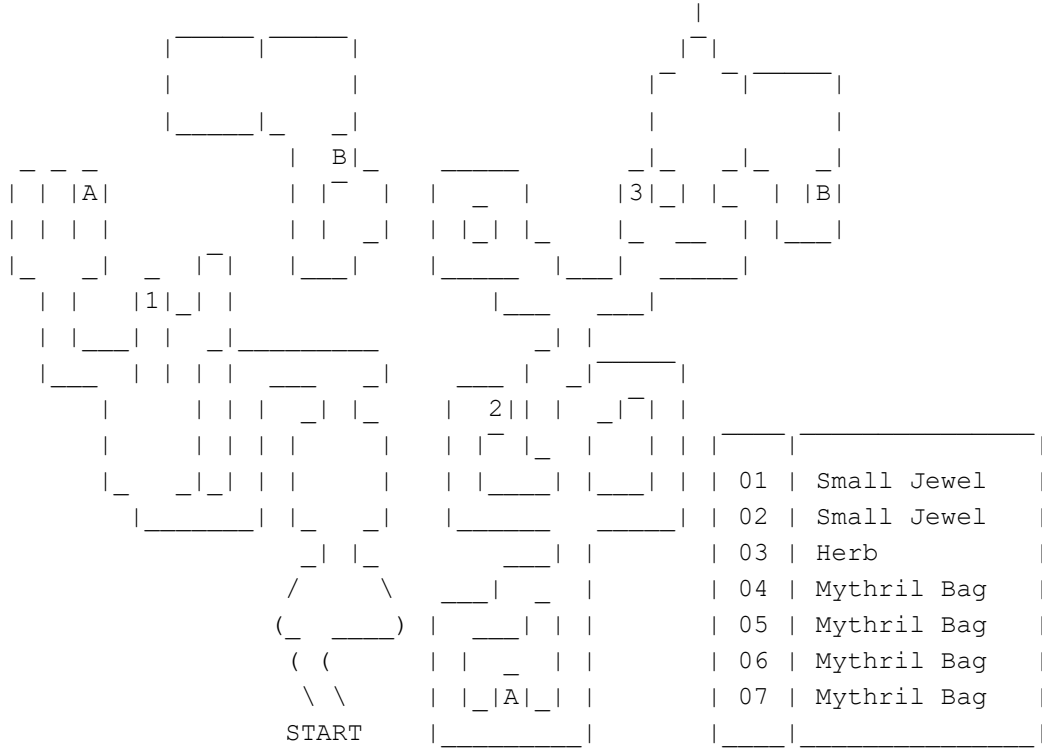 B
A
3
B
1
2
01 Small Jewel
02 Small Jewel
03 Herb
04 Mythril Bag
05 Mythril Bag
06 Mythril Bag
A
07 Mythril Bag
START